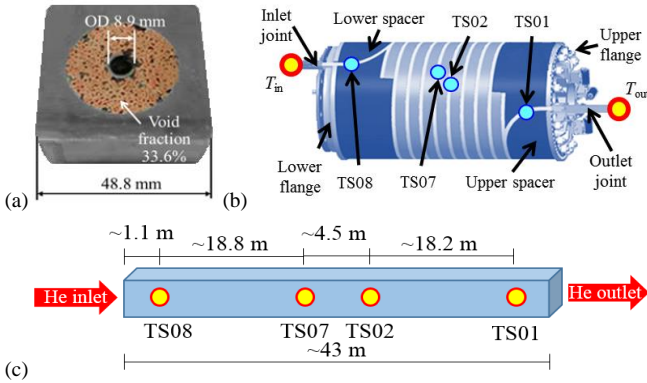 (a)
OD 8.9 mm
Void
fraction
33.6%
48.8 mm
(b)
Inlet
joint
Lower spacer
TS02
TS01
Upper
flange
Tin
Tout
Lower
flange
TS08
TS07
Upper spacer
Outlet
joint
~1.1 m
~18.8 m
~4.5 m
~18.2 m
He inlet
He outlet
TS08
TS07
TS02
TS01
~43 m
(c)